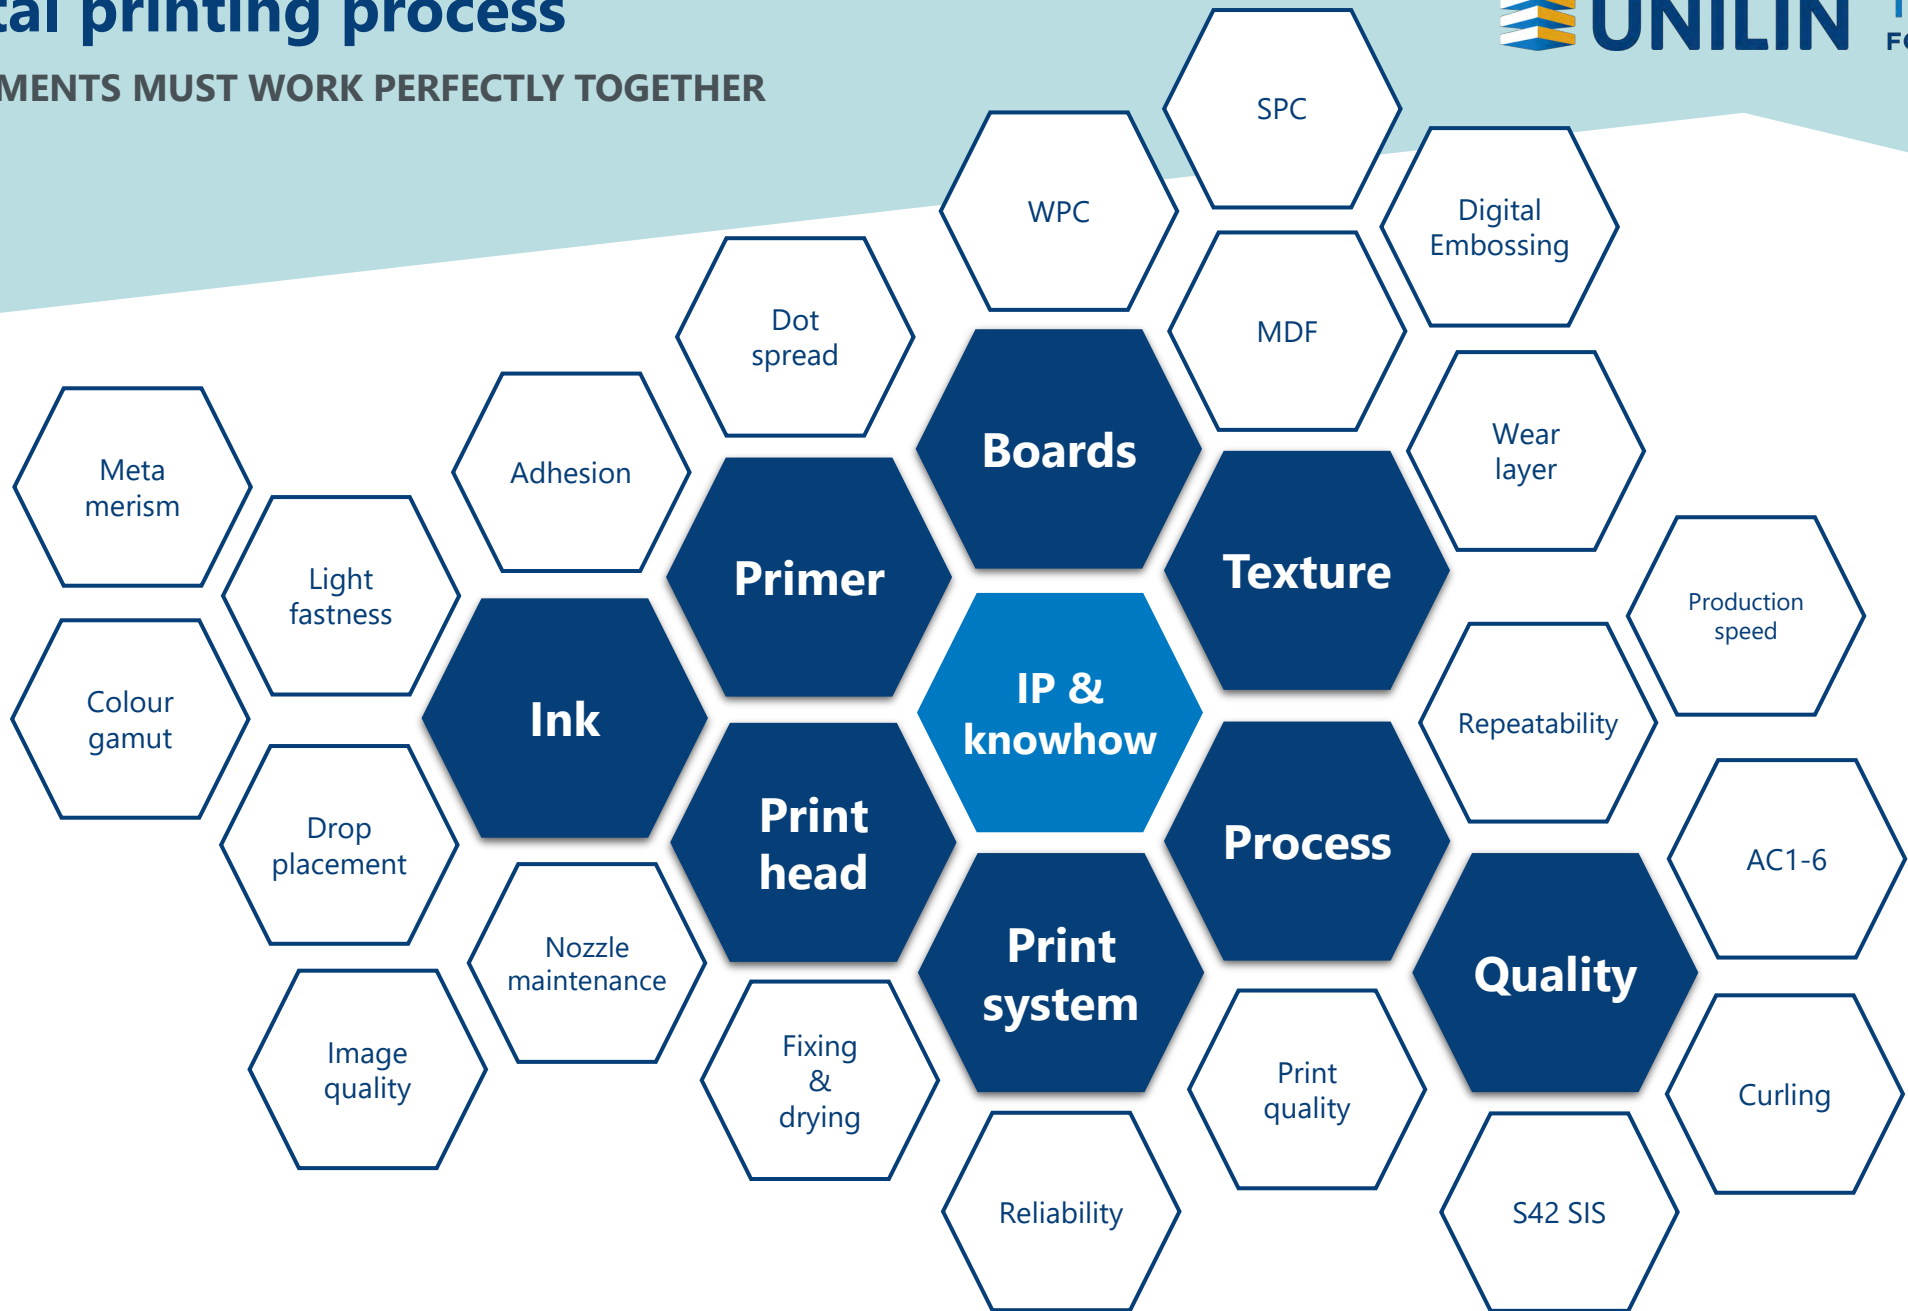 tal printing process
MENTS MUST WORK PERFECTLY TOGETHER
UNILIN
SPC
WPC
Digital
Embossing
Dot
spread
MDF
Boards
Wear
layer
Meta
merism
Adhesion
Light
fastness
Primer
Texture
Production
speed
Colour
gamut
Ink
IP &
knowhow
Repeatability
Drop
placement
Print
head
Process
AC1-6
Nozzle
maintenance
Print
system
Quality
Image
quality
Fixing
&
drying
Print
quality
Curling
Reliability
S42 SIS